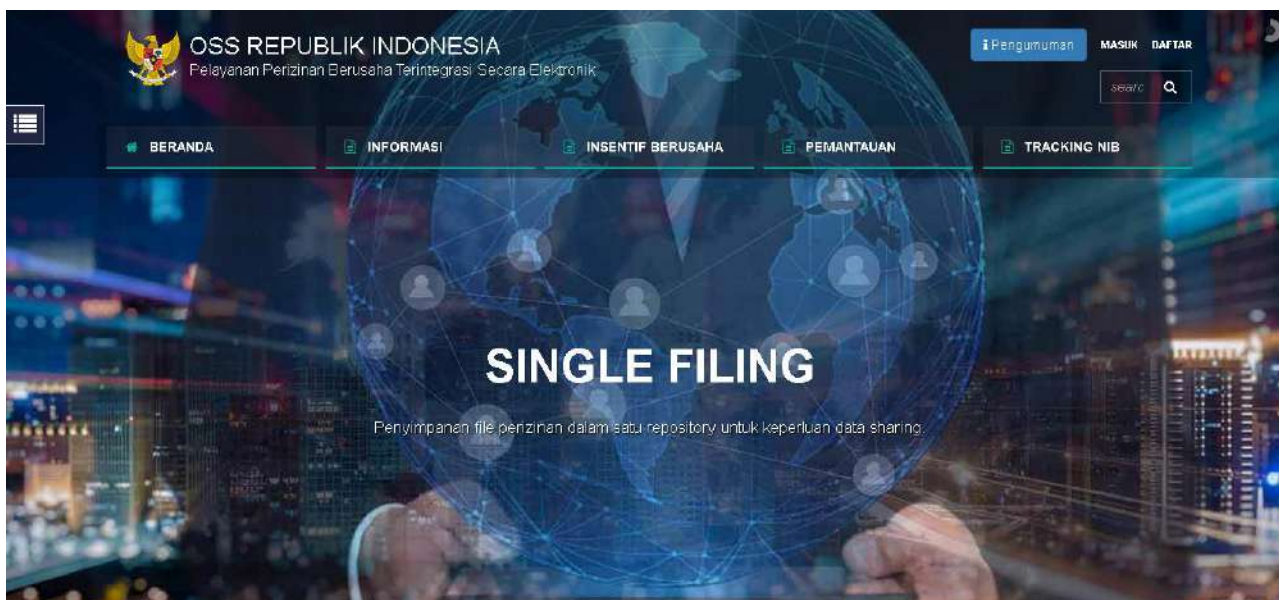 OSS REPUBLIK INDONESIA
Pelayanan Perizinan Berusaha Terintegrasi Secara Elektronik
Pengumuman
MASUK DAFTAR
searc
BERANDA
INFORMASI
INSENTIF BERUSAHA
PEMANTAUAN
TRACKING NIB
SINGLE FILING
Penyimpanan file perizinan dalam satu repository untuk keperluan data sharing.